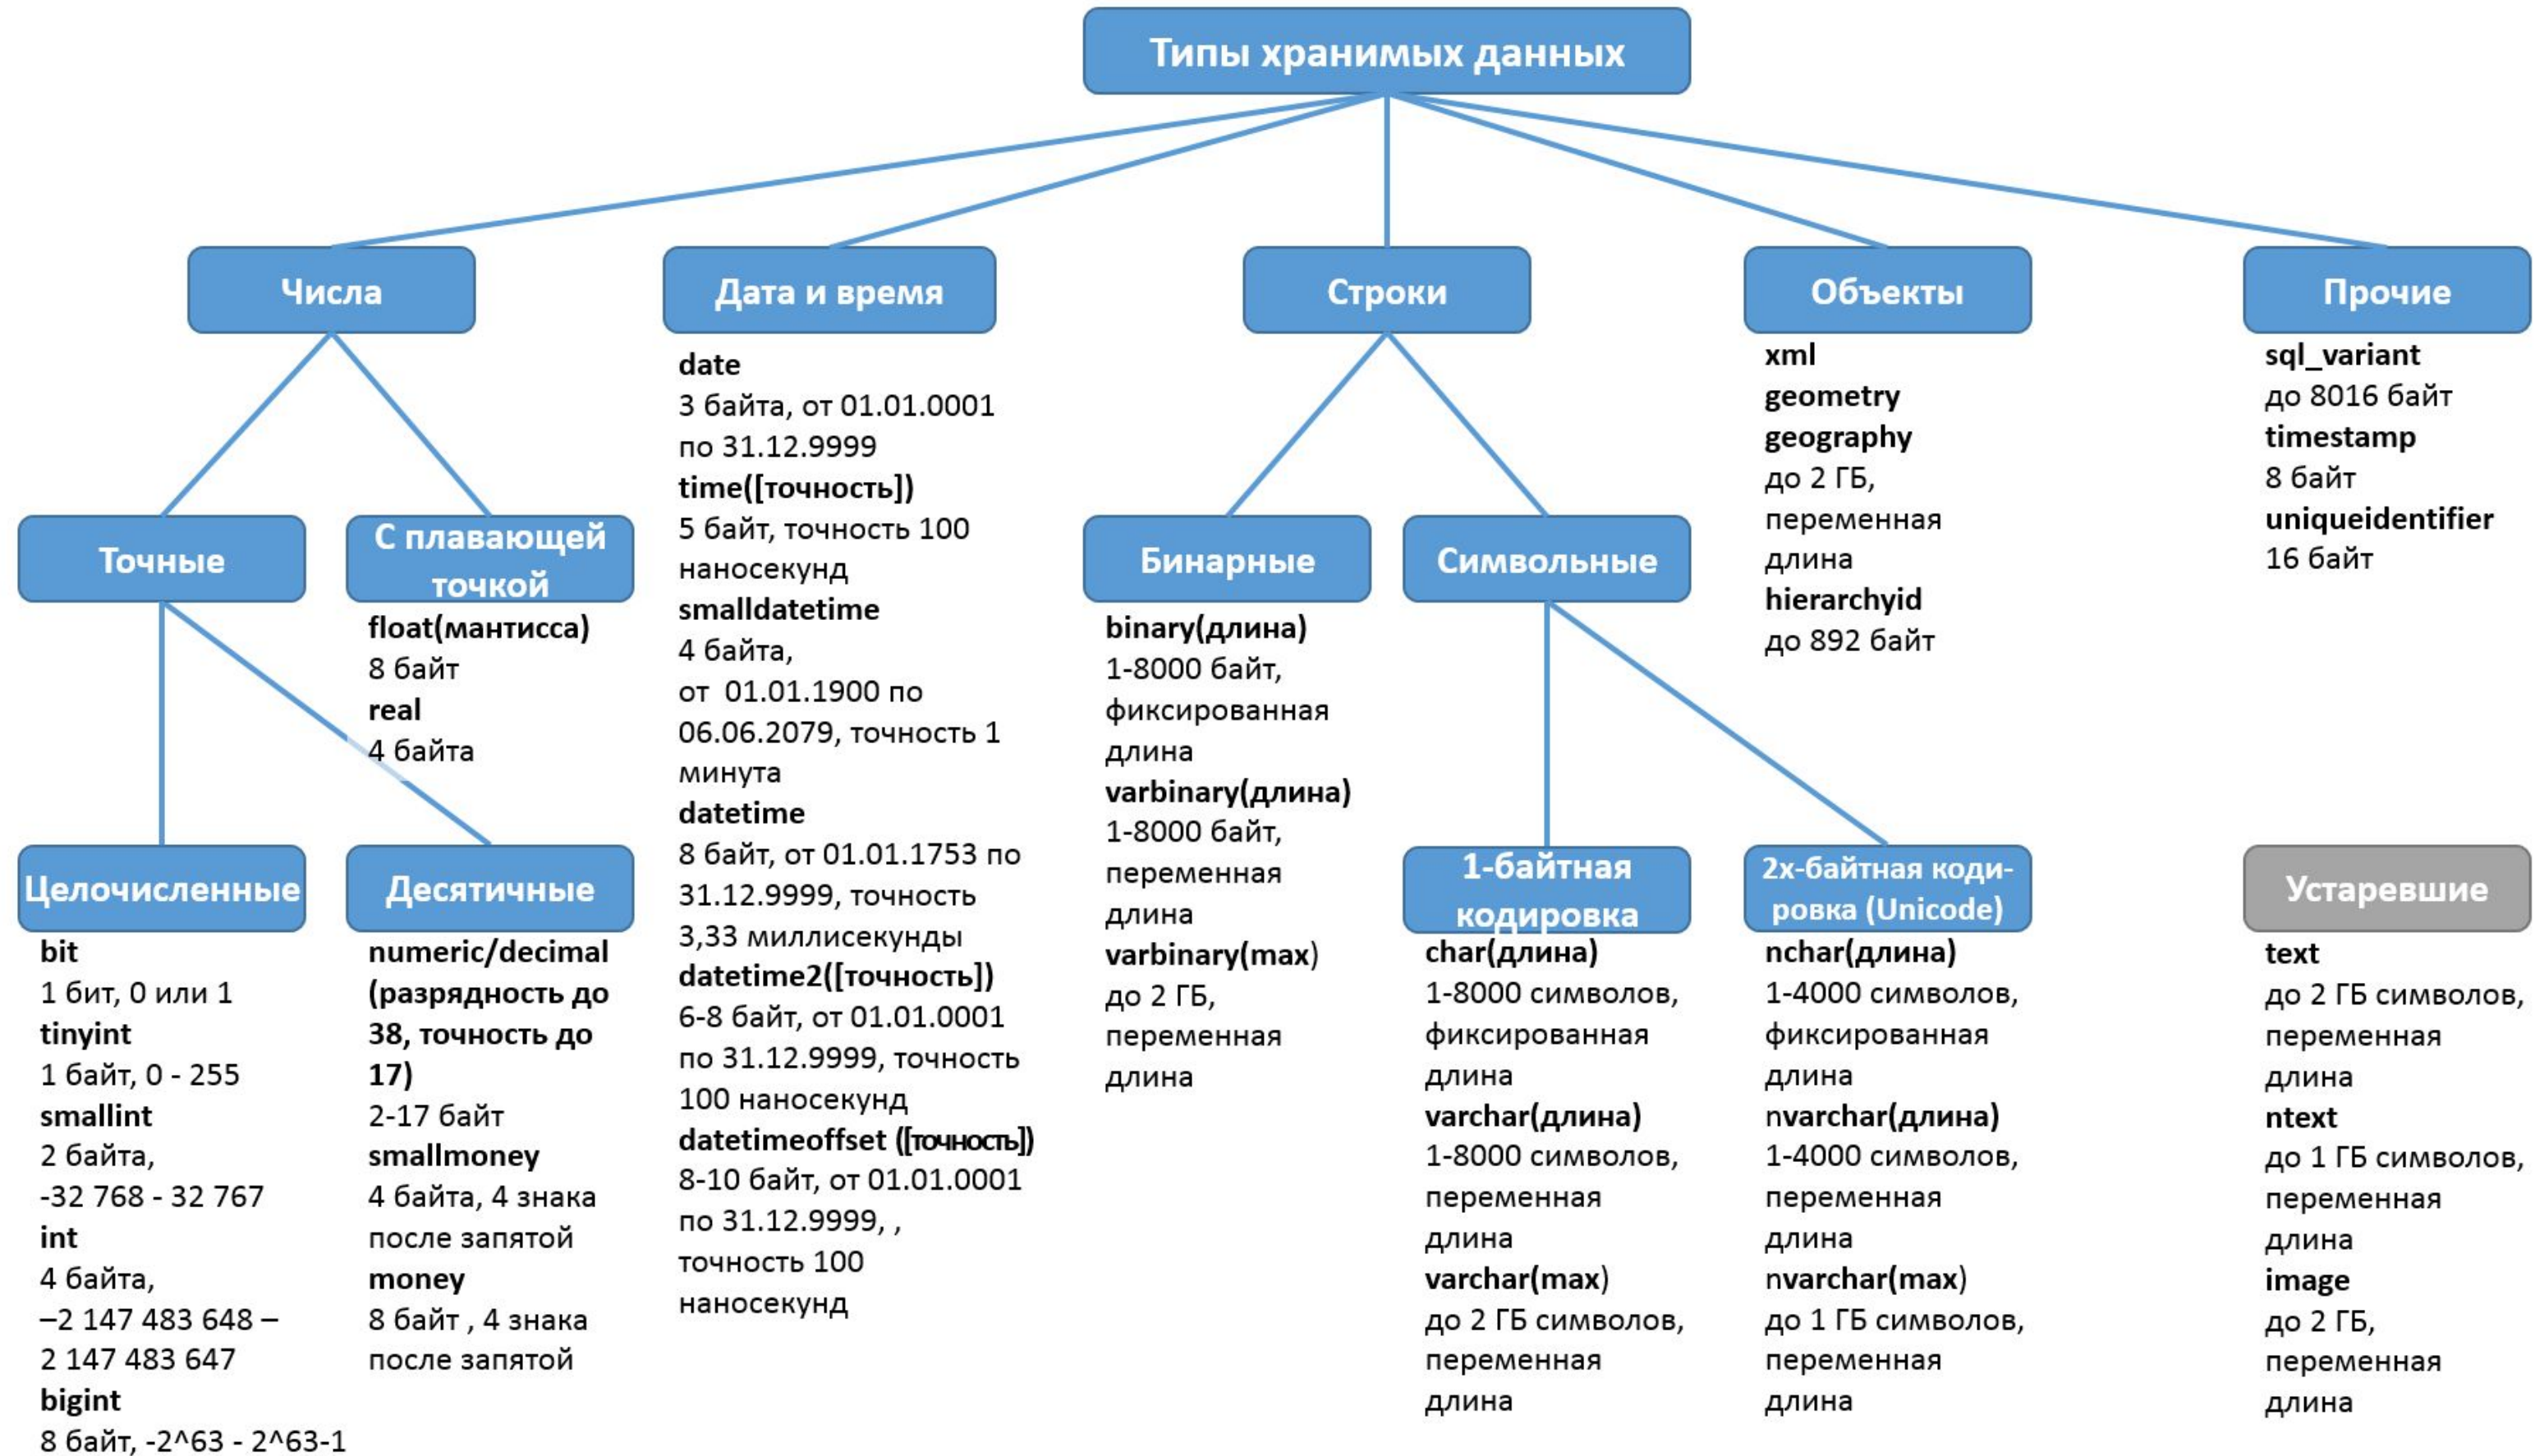 Типы хранимых данных
Числа
Дата и время
Строки
Объекты
Прочие
date
3 байта, от 01.01.0001
по 31.12.9999
time([точность])
5 байт, точность 100
наносекунд
smalldatetime
4 байта,
от  01.01.1900 по
06.06.2079, точность 1
минута
datetime
8 байт, от 01.01.1753 по
31.12.9999, точность
3,33 миллисекунды
datetime2([точность])
6-8 байт, от 01.01.0001
по 31.12.9999, точность
100 наносекунд
datetimeoffset ([точность])
8-10 байт, от 01.01.0001
по 31.12.9999, ,
точность 100
наносекунд
xml
geometry
geography
до 2 ГБ,
переменная
длина
hierarchyid
до 892 байт
sql_variant
до 8016 байт
timestamp
8 байт
uniqueidentifier
16 байт
Точные
С плавающей
точкой
float(мантисса)
8 байт
real
4 байта
Бинарные
binary(длина)
1-8000 байт,
фиксированная
длина
varbinary(длина)
1-8000 байт,
переменная
длина
varbinary(max)
до 2 ГБ,
переменная
длина
Символьные
Целочисленные
bit
1 бит, 0 или 1
tinyint
1 байт, 0 - 255
smallint
2 байта,
-32 768 - 32 767
int
4 байта,
–2 147 483 648 –
2 147 483 647
bigint
8 байт, -2^63 - 2^63-1
Десятичные
numeric/decimal
(разрядность до
38, точность до
17)
2-17 байт
smallmoney
4 байта, 4 знака
после запятой
money
8 байт , 4 знака
после запятой
1-байтная
кодировка
char(длина)
1-8000 символов,
фиксированная
длина
varchar(длина)
1-8000 символов,
переменная
длина
varchar(max)
до 2 ГБ символов,
переменная
длина
2х-байтная коди-
ровка (Unicode)
nchar(длина)
1-4000 символов,
фиксированная
длина
nvarchar(длина)
1-4000 символов,
переменная
длина
nvarchar(max)
до 1 ГБ символов,
переменная
длина
Устаревшие
text
до 2 ГБ символов,
переменная
длина
ntext
до 1 ГБ символов,
переменная
длина
image
до 2 ГБ,
переменная
длина